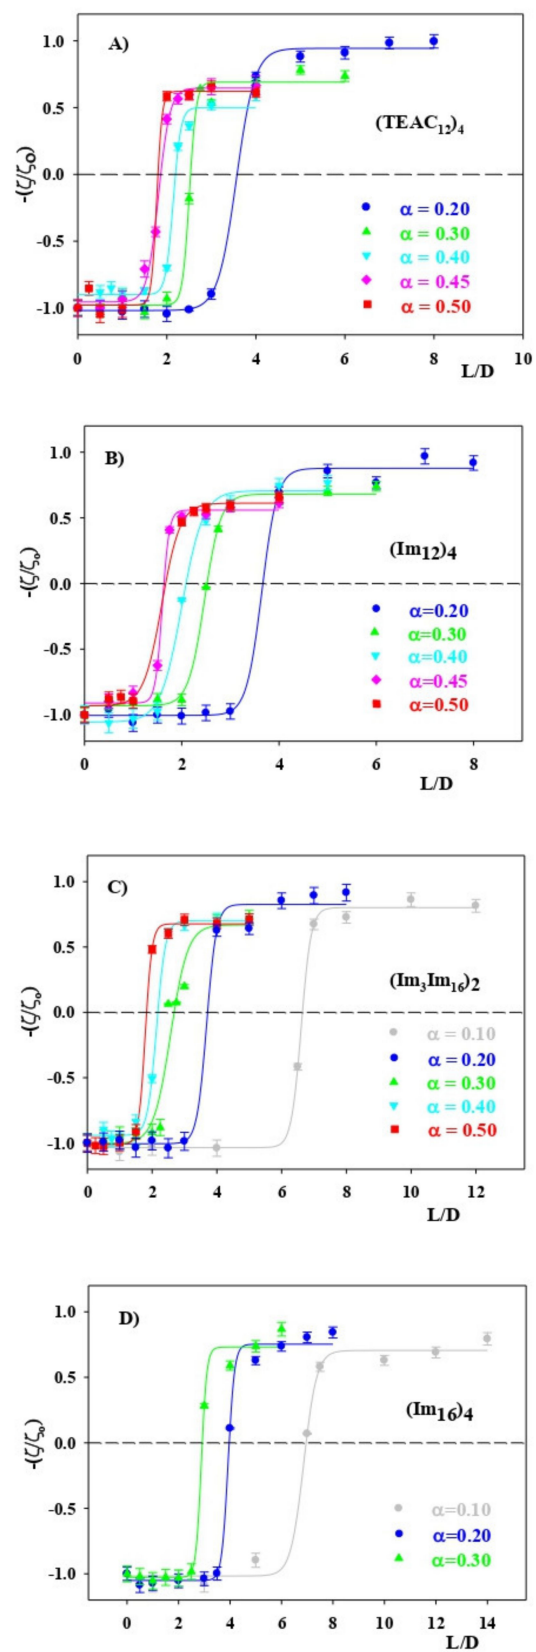 A)
1.0
0.5
0.0
-0.5
-1.0
-(ζ/ζo)
(TEAC12)4
α = 0.20
α = 0.30
α = 0.40
α = 0.45
α = 0.50
0 2 4 6 8 10
L/D
B)
1.0
0.5
0.0
-0.5
-1.0
-(ζ/ζo)
(Im12)4
α=0.20
α=0.30
α=0.40
α=0.45
α=0.50
0 2 4 6 8
L/D
C)
1.0
0.5
0.0
-0.5
-1.0
-(ζ/ζo)
(Im3Im16)2
α = 0.10
α = 0.20
α = 0.30
α = 0.40
α = 0.50
0 2 4 6 8 10 12
L/D
D)
1.0
0.5
0.0
-0.5
-1.0
-(ζ/ζo)
(Im16)4
α=0.10
α=0.20
α=0.30
0 2 4 6 8 10 12 14
L/D